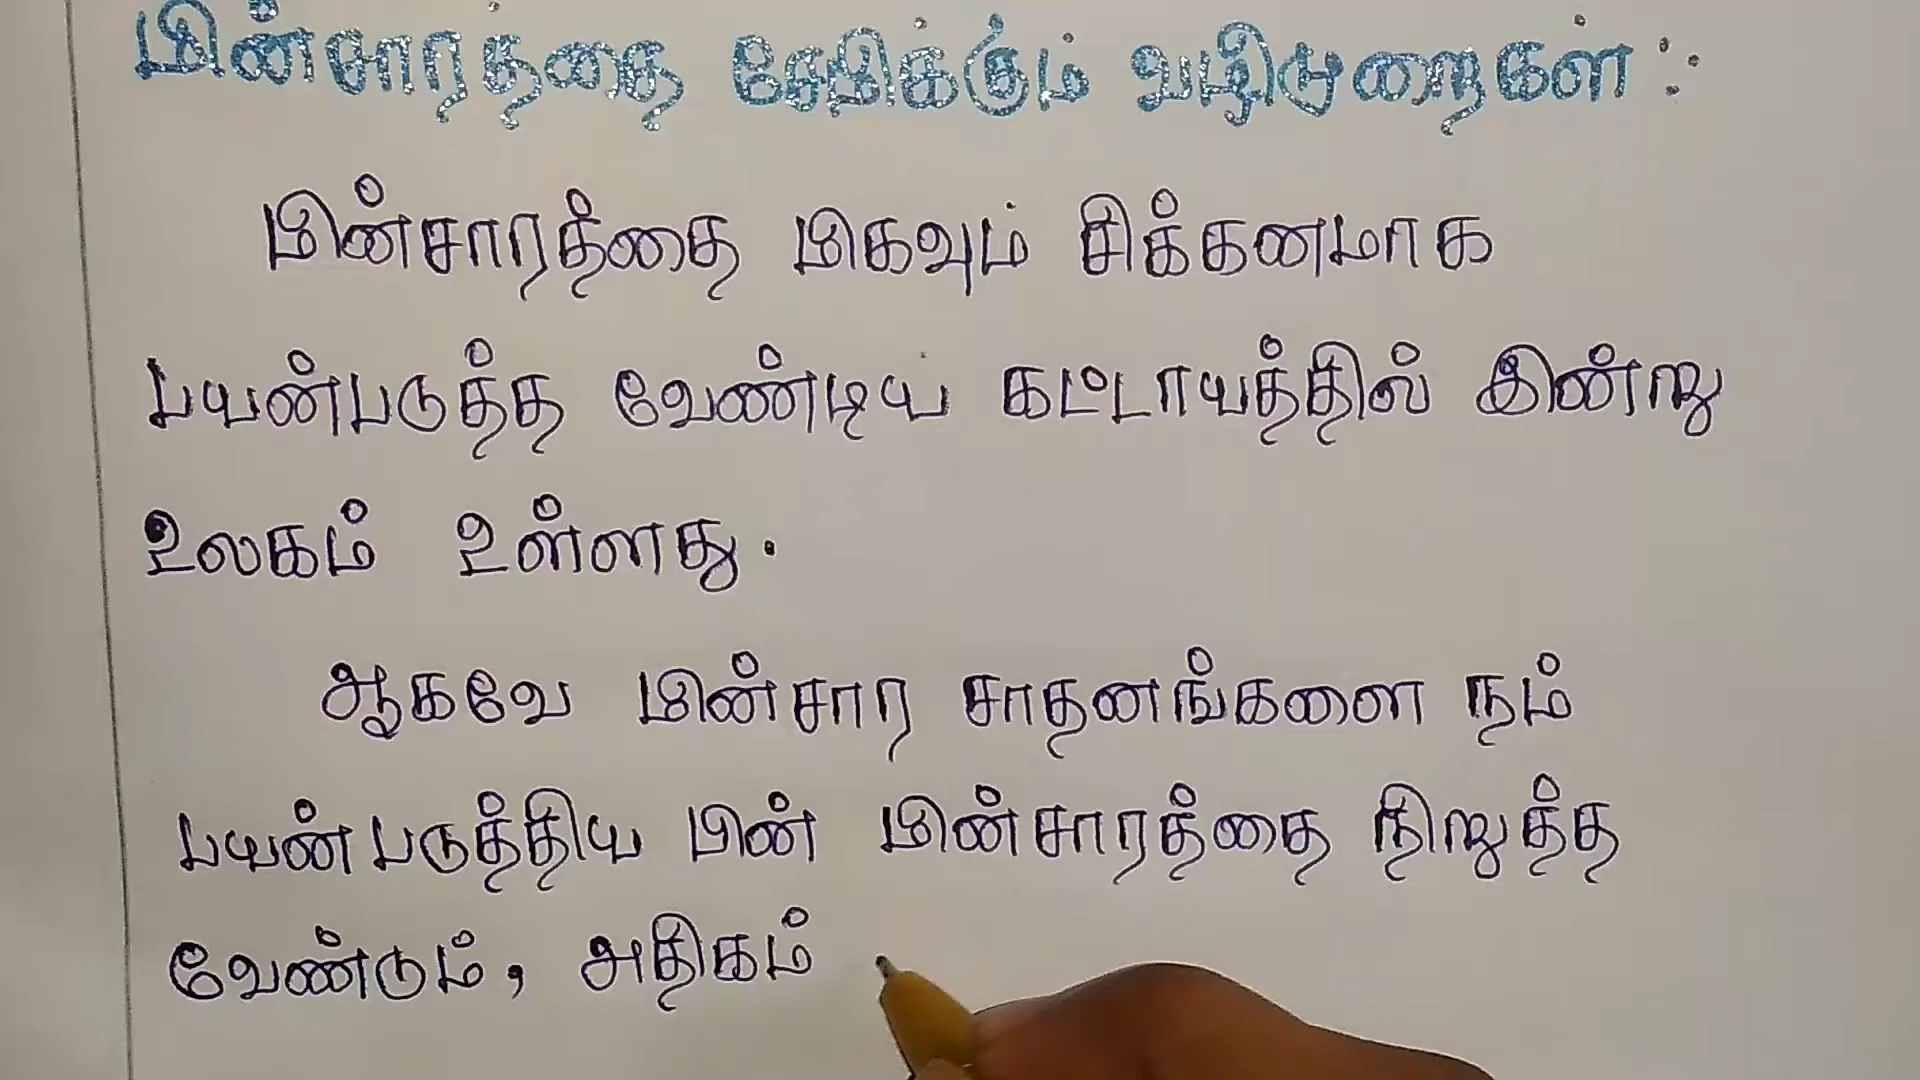 மின்சாரத்தை சேமிக்கும் வழிமுறைகள் :
மின்சாரத்தை மிகவும் சிக்கனமாக
பயன்படுத்த வேண்டிய கட்டாயத்தில் இன்று
உலகம் உள்ளது.
ஆகவே மின்சார சாதனங்களை நம்
பயன்படுத்திய பின் மின்சாரத்தை நிறுத்த
வேண்டும், அதிகம்